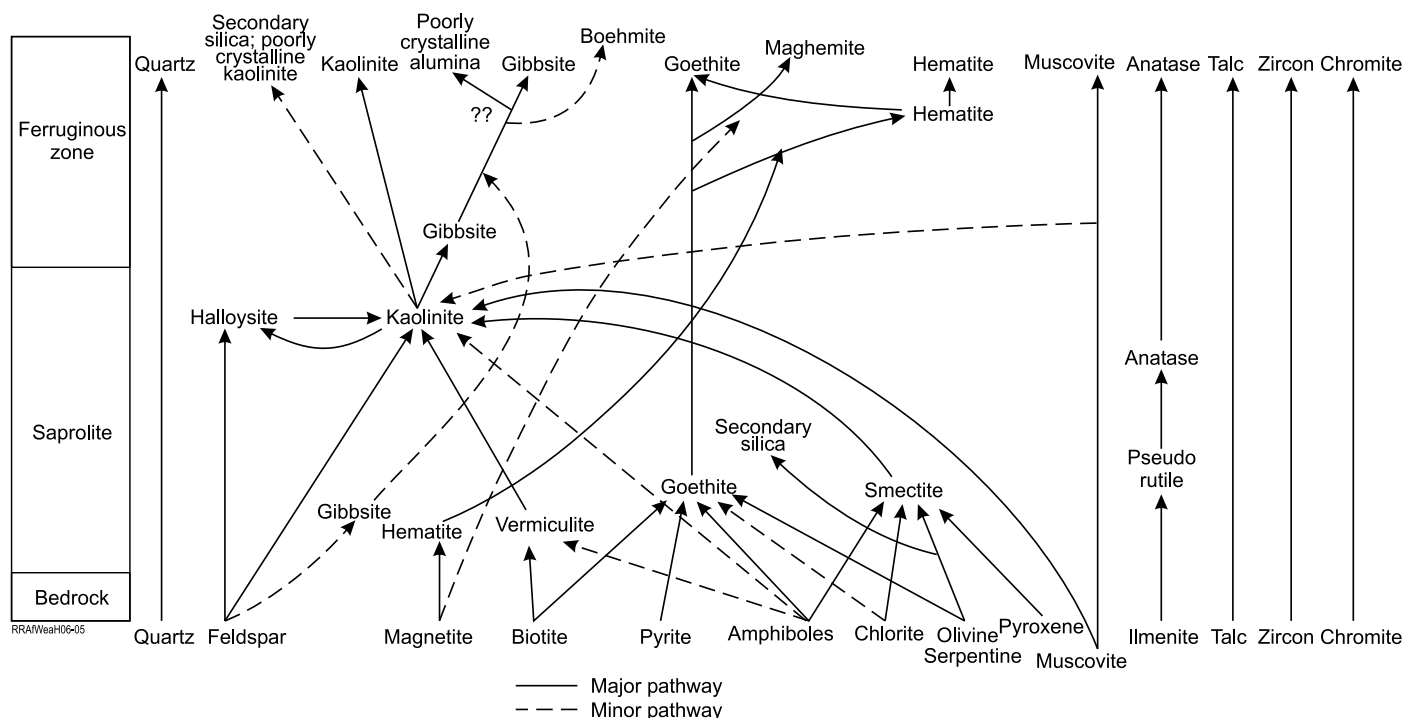 Secondary
silica; poorly
crystalline
kaolinite
Poorly
crystalline
alumina
Boehmite
Maghemite
Quartz
Kaolinite
Gibbsite
Goethite
Hematite
Muscovite
Anatase
Talc
Zircon
Chromite
??
Hematite
Ferruginous
zone
Gibbsite
Halloysite
Kaolinite
Anatase
Saprolite
Secondary
silica
Pseudo
rutile
Goethite
Smectite
Gibbsite
Hematite
Vermiculite
Bedrock
RRAfWeaH06-05
Quartz
Feldspar
Magnetite
Biotite
Pyrite
Amphiboles
Chlorite
Olivine
Serpentine
Pyroxene
Muscovite
Ilmenite
Talc
Zircon
Chromite
Major pathway
Minor pathway